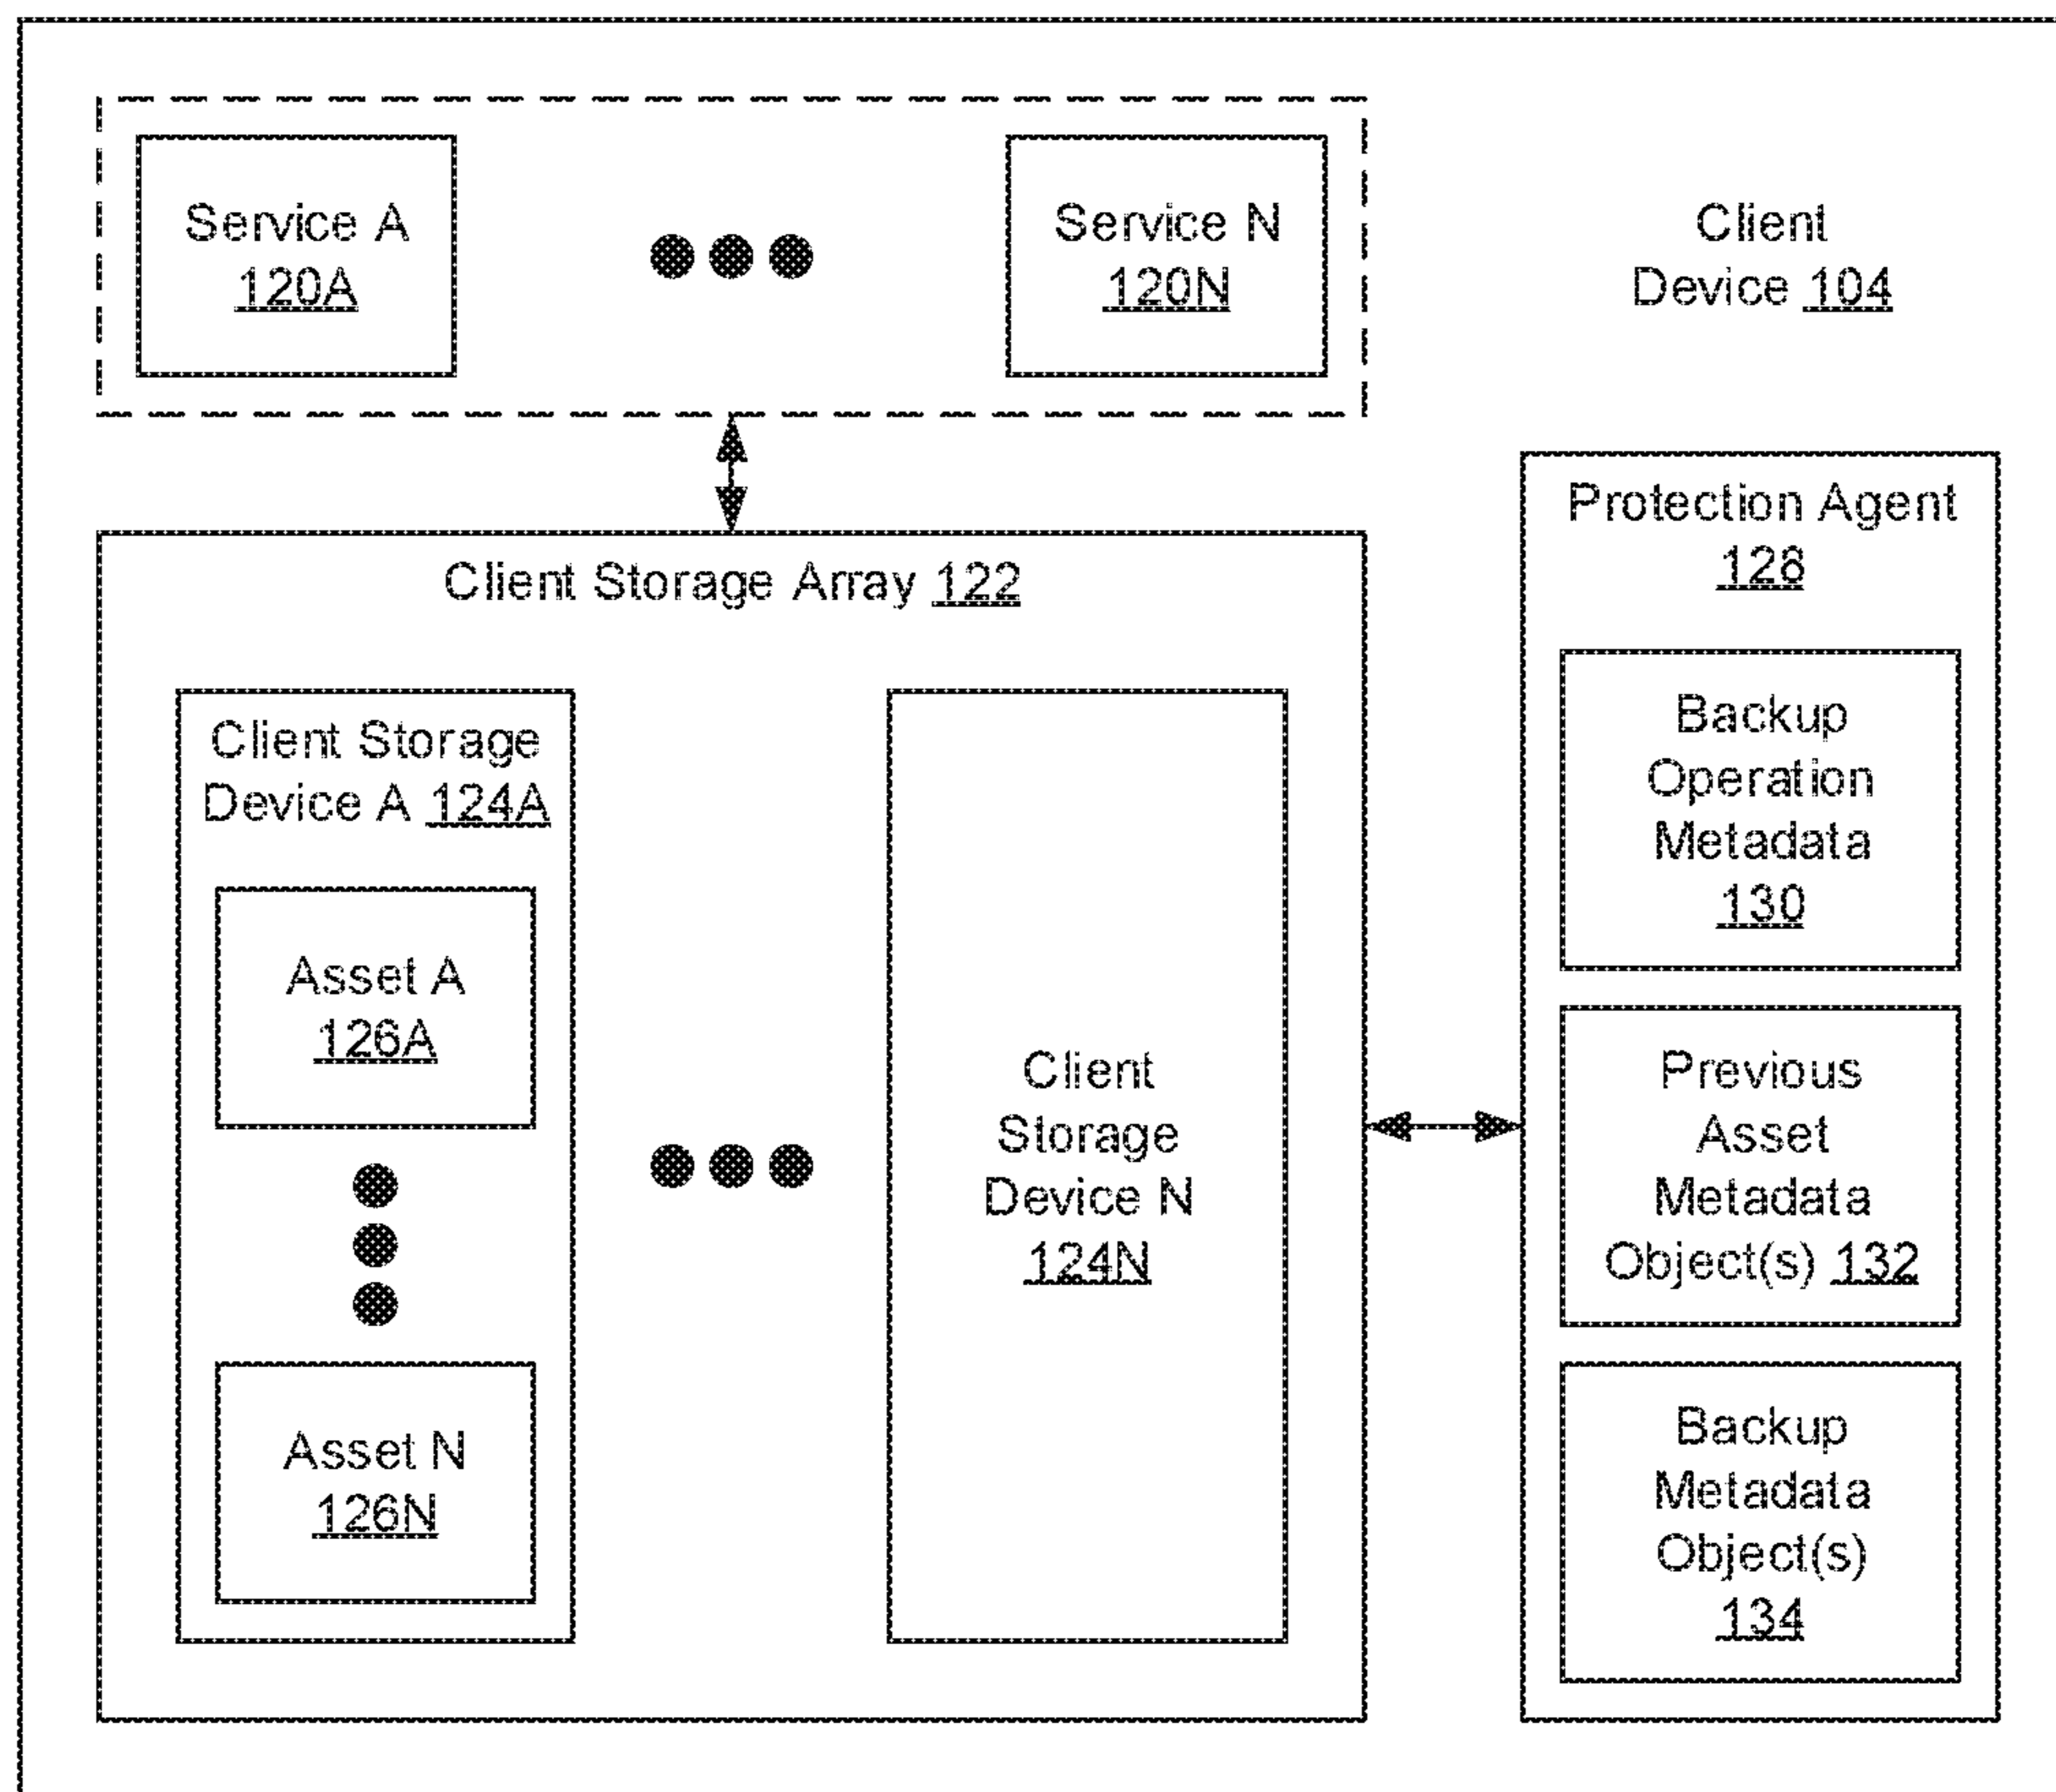 Service A
120A
Service N
120N
Client
Device 104
Client Storage Array 122
Client Storage
Device A 124A
Asset A
126A
Asset N
126N
Client
Storage
Device N
124N
Protection Agent
128
Backup
Operation
Metadata
130
Previous
Asset
Metadata
Object(s) 132
Backup
Metadata
Object(s)
134